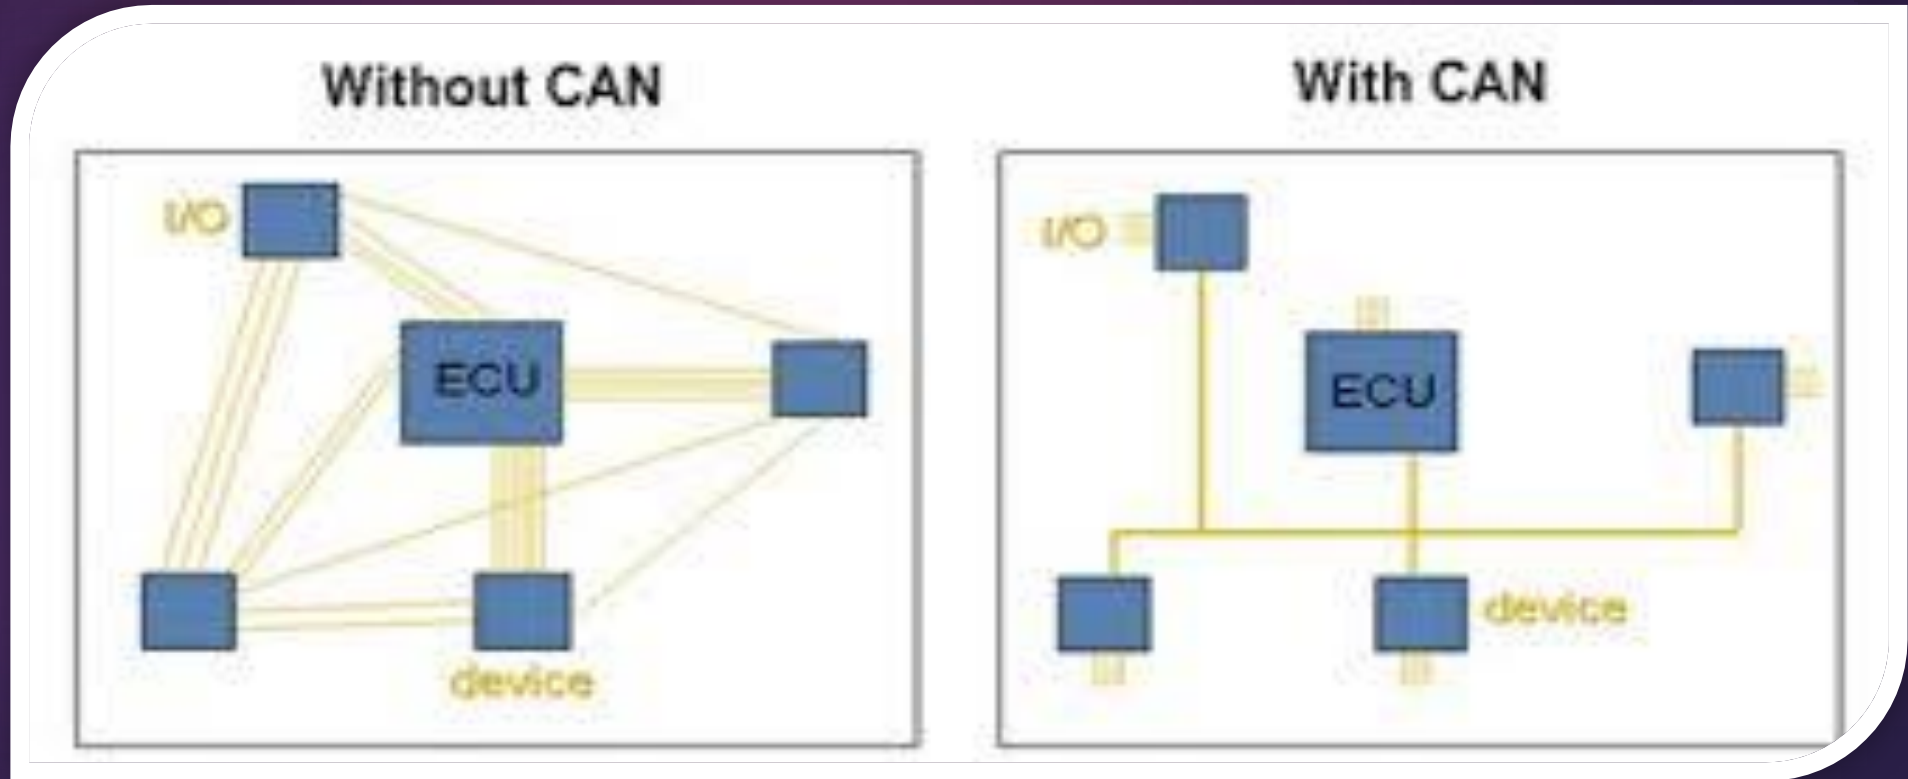 Without CAN
I/O
ECU
device
With CAN
I/O
ECU
device